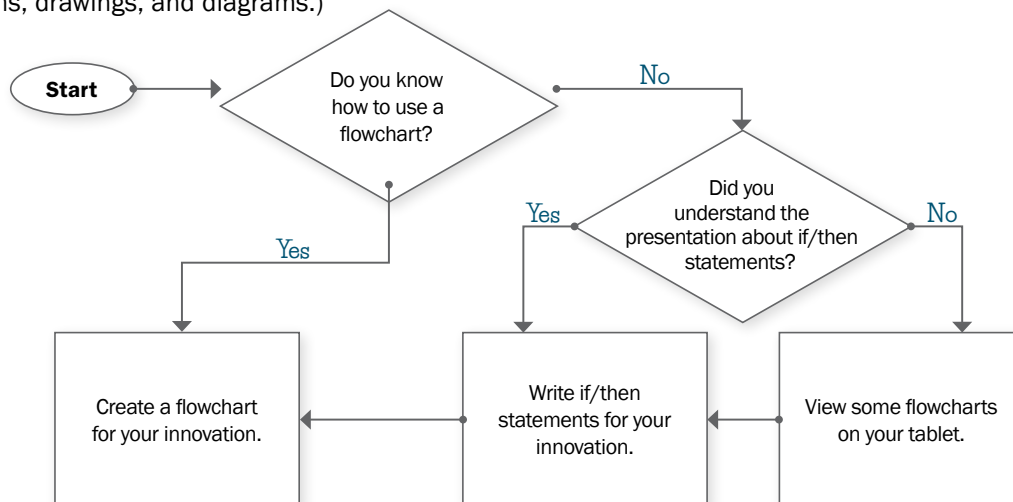 drawings, and diagrams.)
Start
Do you know
how to use a
flowchart?
No
Did you
understand the
presentation about if/then
statements?
Yes
No
Yes
Create a flowchart
for your innovation.
Write if/then
statements for your
innovation.
View some flowcharts
on your tablet.